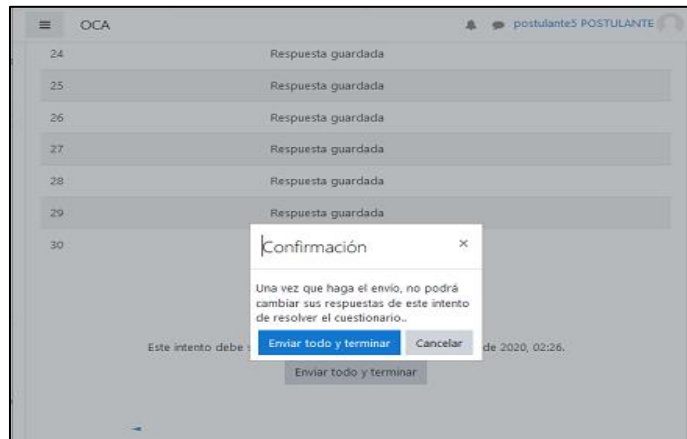 OCA
postulante5 POSTULANTE
24 Respuesta guardada
25 Respuesta guardada
26 Respuesta guardada
27 Respuesta guardada
28 Respuesta guardada
29 Respuesta guardada
30
Confirmación ×
Una vez que haga el envío, no podrá
cambiar sus respuestas de este intento
de resolver el cuestionario..
Enviar todo y terminar Cancelar
Este intento debe s de 2020, 02:26.
Enviar todo y terminar